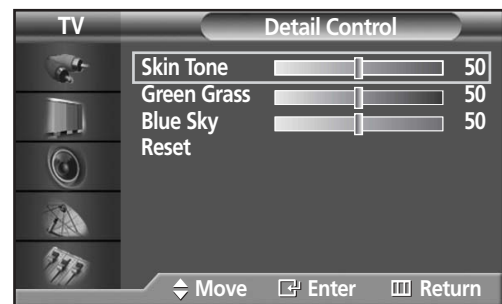 TV Detail Control
Skin Tone 50
Green Grass 50
Blue Sky 50
Reset
Move Enter Return